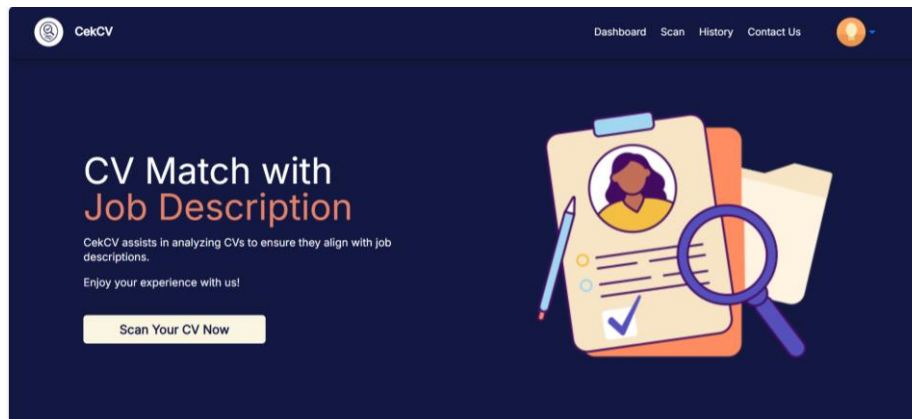 CekCV
Dashboard Scan History Contact Us
CV Match with
Job Description
CekCV assists in analyzing CVs to ensure they align with job
descriptions.
Enjoy your experience with us!
Scan Your CV Now